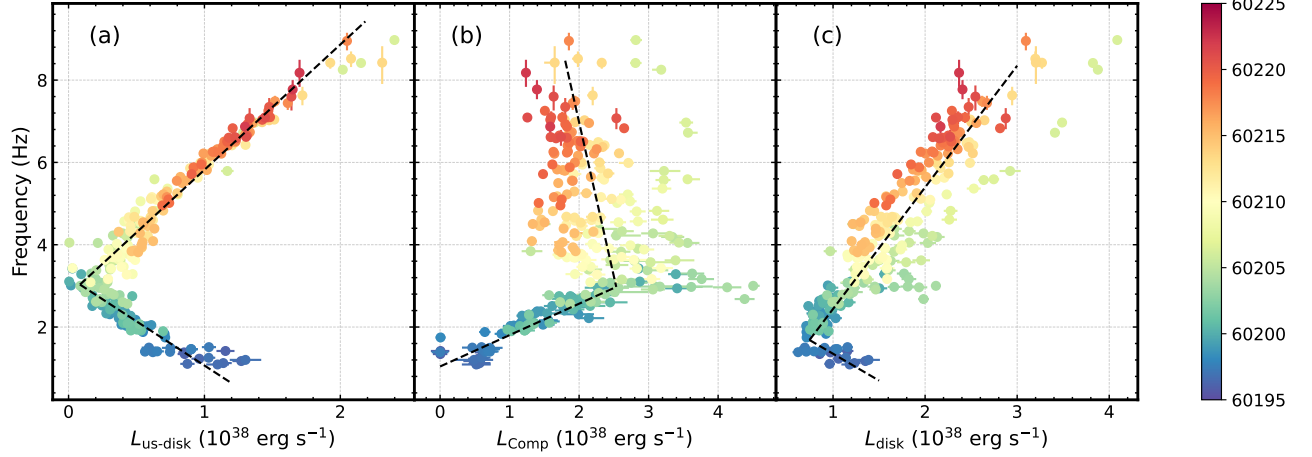 (a)
(b)
(c)
Frequency (Hz)
8
6
4
2
0 1 2
0 1 2 3 4
1 2 3 4
L_us-disk (10^38 erg s^−1)
L_Comp (10^38 erg s^−1)
L_disk (10^38 erg s^−1)
60225
60220
60215
60210
60205
60200
60195